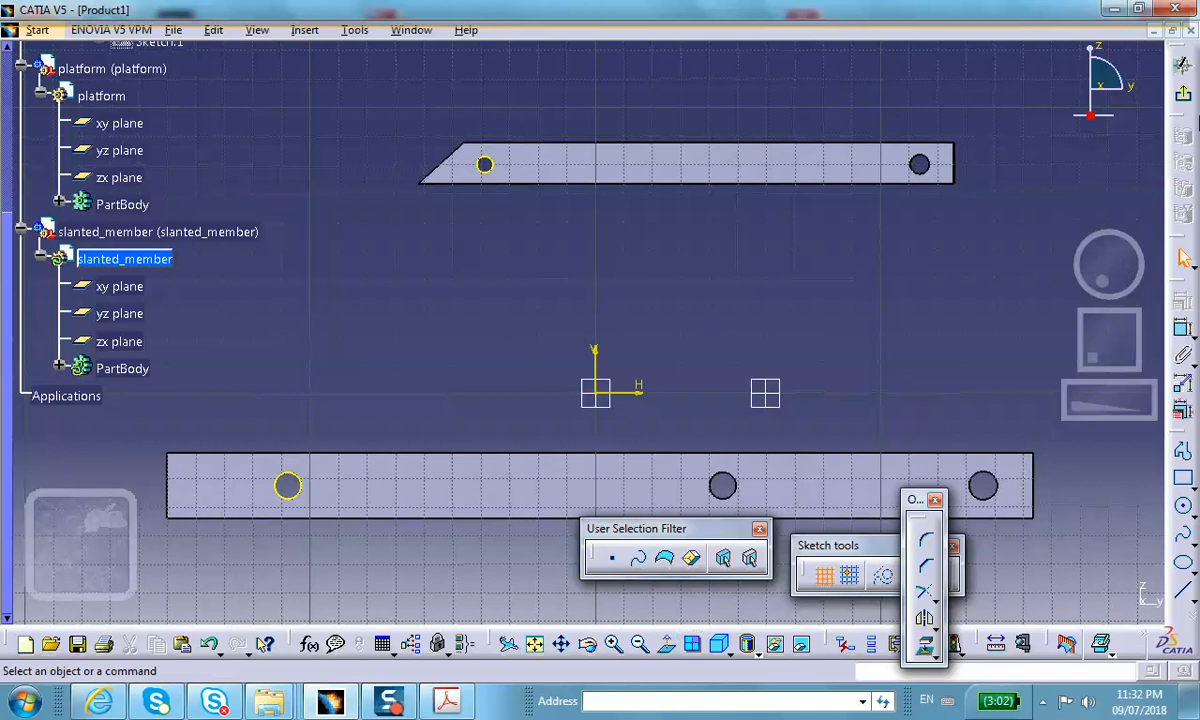 CATIA V5 - [Product1]
Start ENOVIA V5 VPM File Edit View Insert Tools Window Help
Sketch.1
platform (platform)
platform
xy plane
yz plane
zx plane
PartBody
slanted_member (slanted_member)
slanted_member
xy plane
yz plane
zx plane
PartBody
Applications
z
x y
V
H
User Selection Filter
Sketch tools
O...
z
x y
f(x)
CATIA
Select an object or a command
Address
EN
(3:02)
11:32 PM
09/07/2018